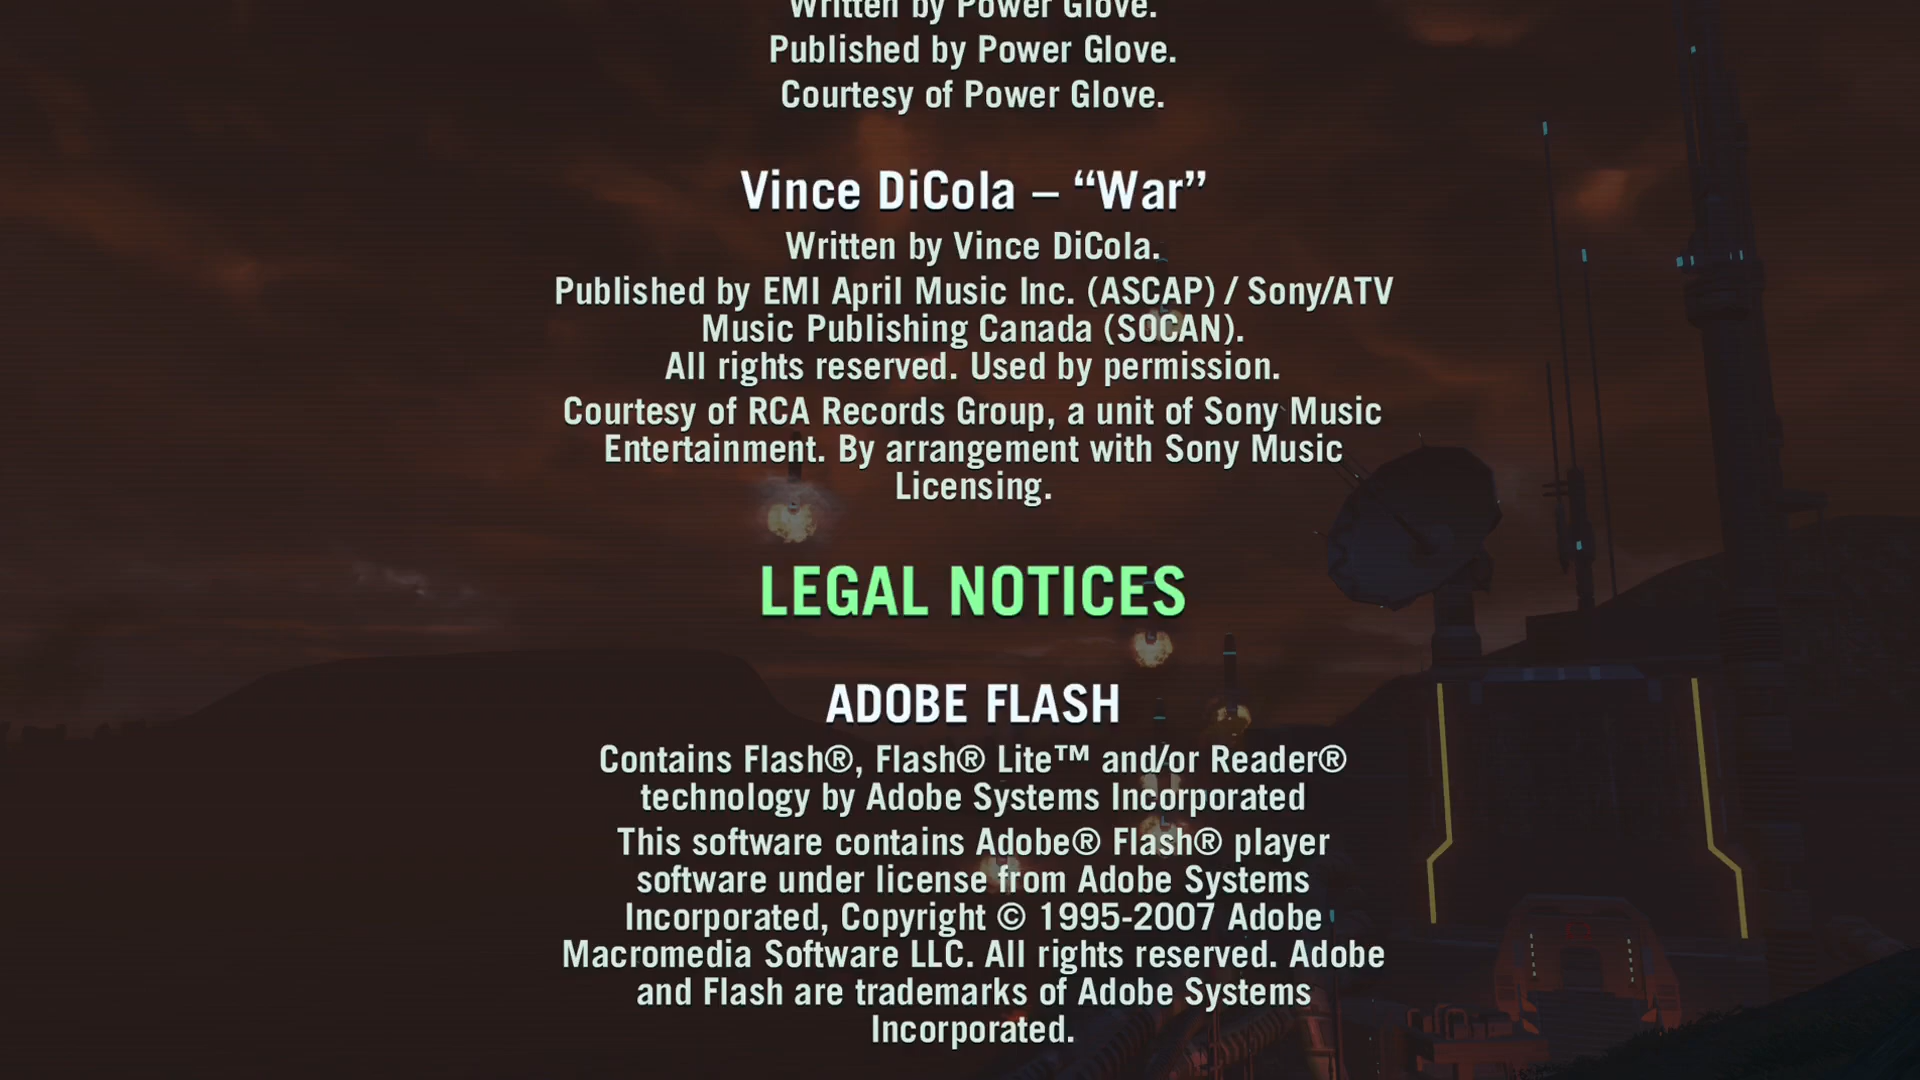 Written by Power Glove.
Published by Power Glove.
Courtesy of Power Glove.
Vince DiCola – “War”
Written by Vince DiCola.
Published by EMI April Music Inc. (ASCAP) / Sony/ATV
Music Publishing Canada (SOCAN).
All rights reserved. Used by permission.
Courtesy of RCA Records Group, a unit of Sony Music
Entertainment. By arrangement with Sony Music
Licensing.
LEGAL NOTICES
ADOBE FLASH
Contains Flash®, Flash® Lite™ and/or Reader®
technology by Adobe Systems Incorporated
This software contains Adobe® Flash® player
software under license from Adobe Systems
Incorporated, Copyright © 1995-2007 Adobe
Macromedia Software LLC. All rights reserved. Adobe
and Flash are trademarks of Adobe Systems
Incorporated.